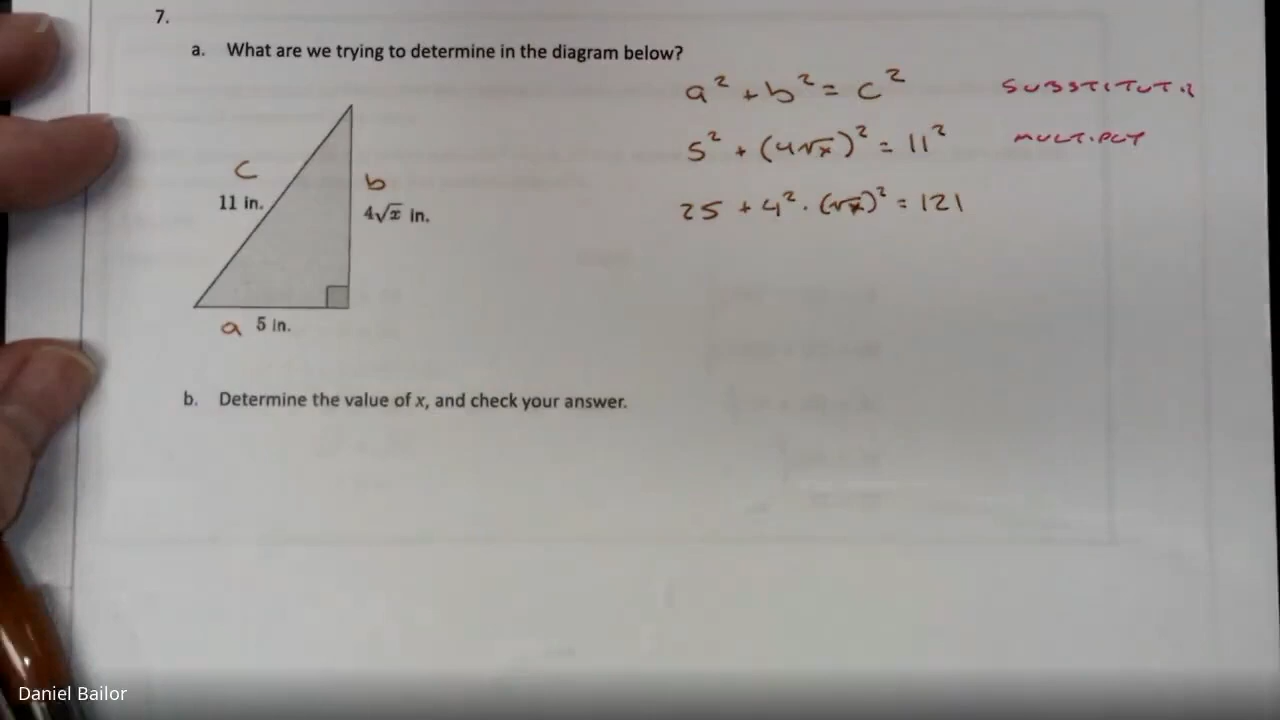 7.
a. What are we trying to determine in the diagram below?
a² + b² = c² SUBSTITUTE
5² + (4√x)² = 11² MULTIPLY
c
b
11 in.
4√x in.
25 + 4² · (√x)² = 121
a 5 in.
b. Determine the value of x, and check your answer.
Daniel Bailor